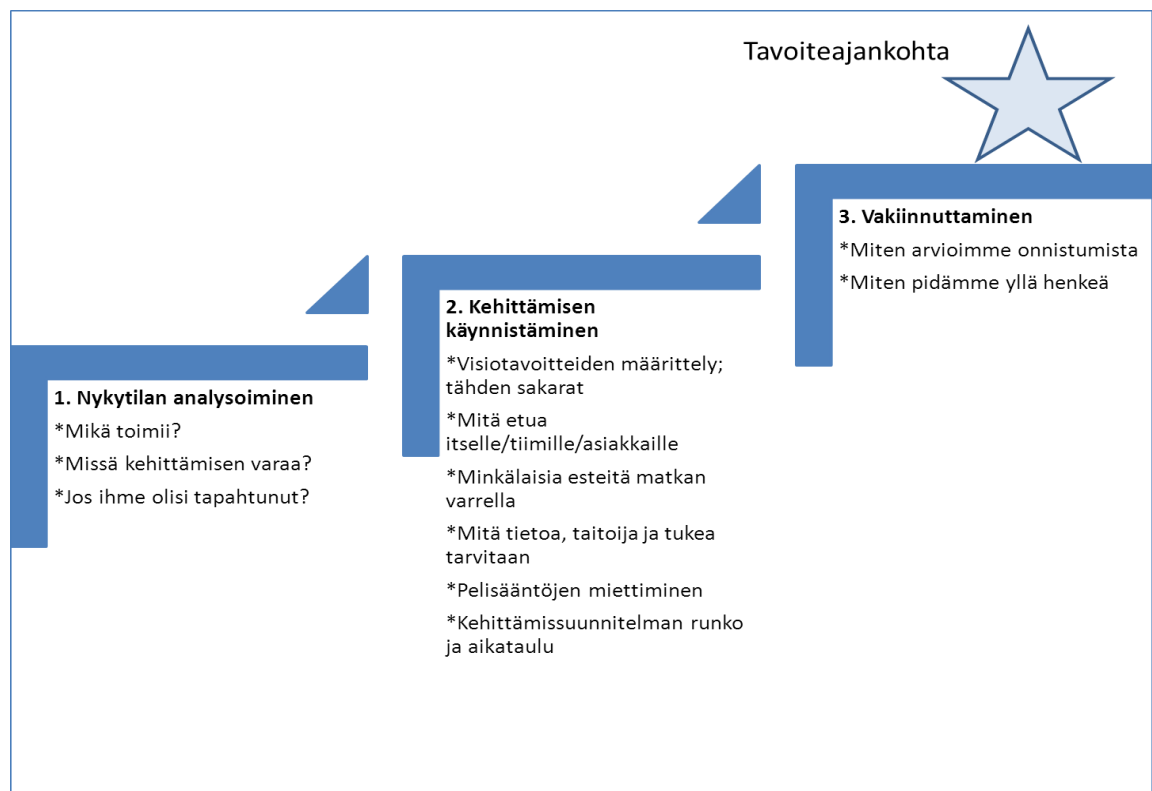 Tavoiteajankohta
1. Nykytilan analysoiminen
*Mikä toimii?
*Missä kehittämisen varaa?
*Jos ihme olisi tapahtunut?
2. Kehittämisen
käynnistäminen
*Visiotavoitteiden määrittely;
tähden sakarat
*Mitä etua
itselle/tiimille/asiakkaille
*Minkälaisia esteitä matkan
varrella
*Mitä tietoa, taitoija ja tukea
tarvitaan
*Pelisääntöjen miettiminen
*Kehittämissuunnitelman runko
ja aikataulu
3. Vakiinnuttaminen
*Miten arvioimme onnistumista
*Miten pidämme yllä henkeä